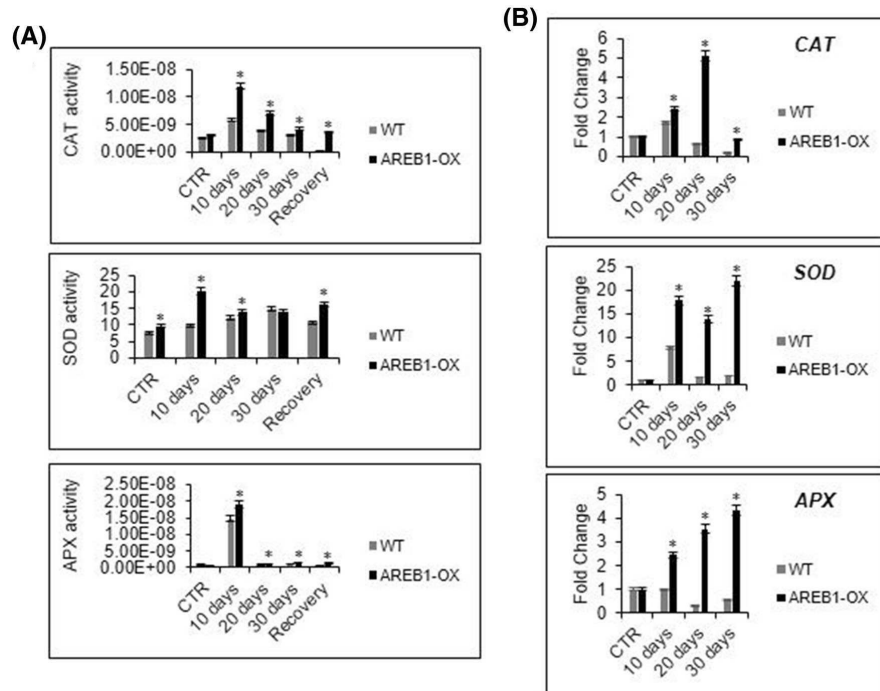 (A)
CAT activity
1.50E-08
1.00E-08
5.00E-09
0.00E+00
CTR
10 days
20 days
30 days
Recovery
*
*
*
*
WT
AREB1-OX
SOD activity
25
20
15
10
5
0
CTR
10 days
20 days
30 days
Recovery
*
*
*
*
WT
AREB1-OX
APX activity
2.50E-08
2.00E-08
1.50E-08
1.00E-08
5.00E-09
0.00E+00
CTR
10 days
20 days
30 days
Recovery
*
*
*
*
WT
AREB1-OX
(B)
CAT
Fold Change
6
5
4
3
2
1
0
CTR
10 days
20 days
30 days
*
*
*
WT
AREB1-OX
SOD
Fold Change
25
20
15
10
5
0
CTR
10 days
20 days
30 days
*
*
*
WT
AREB1-OX
APX
Fold Change
5
4
3
2
1
0
CTR
10 days
20 days
30 days
*
*
*
WT
AREB1-OX